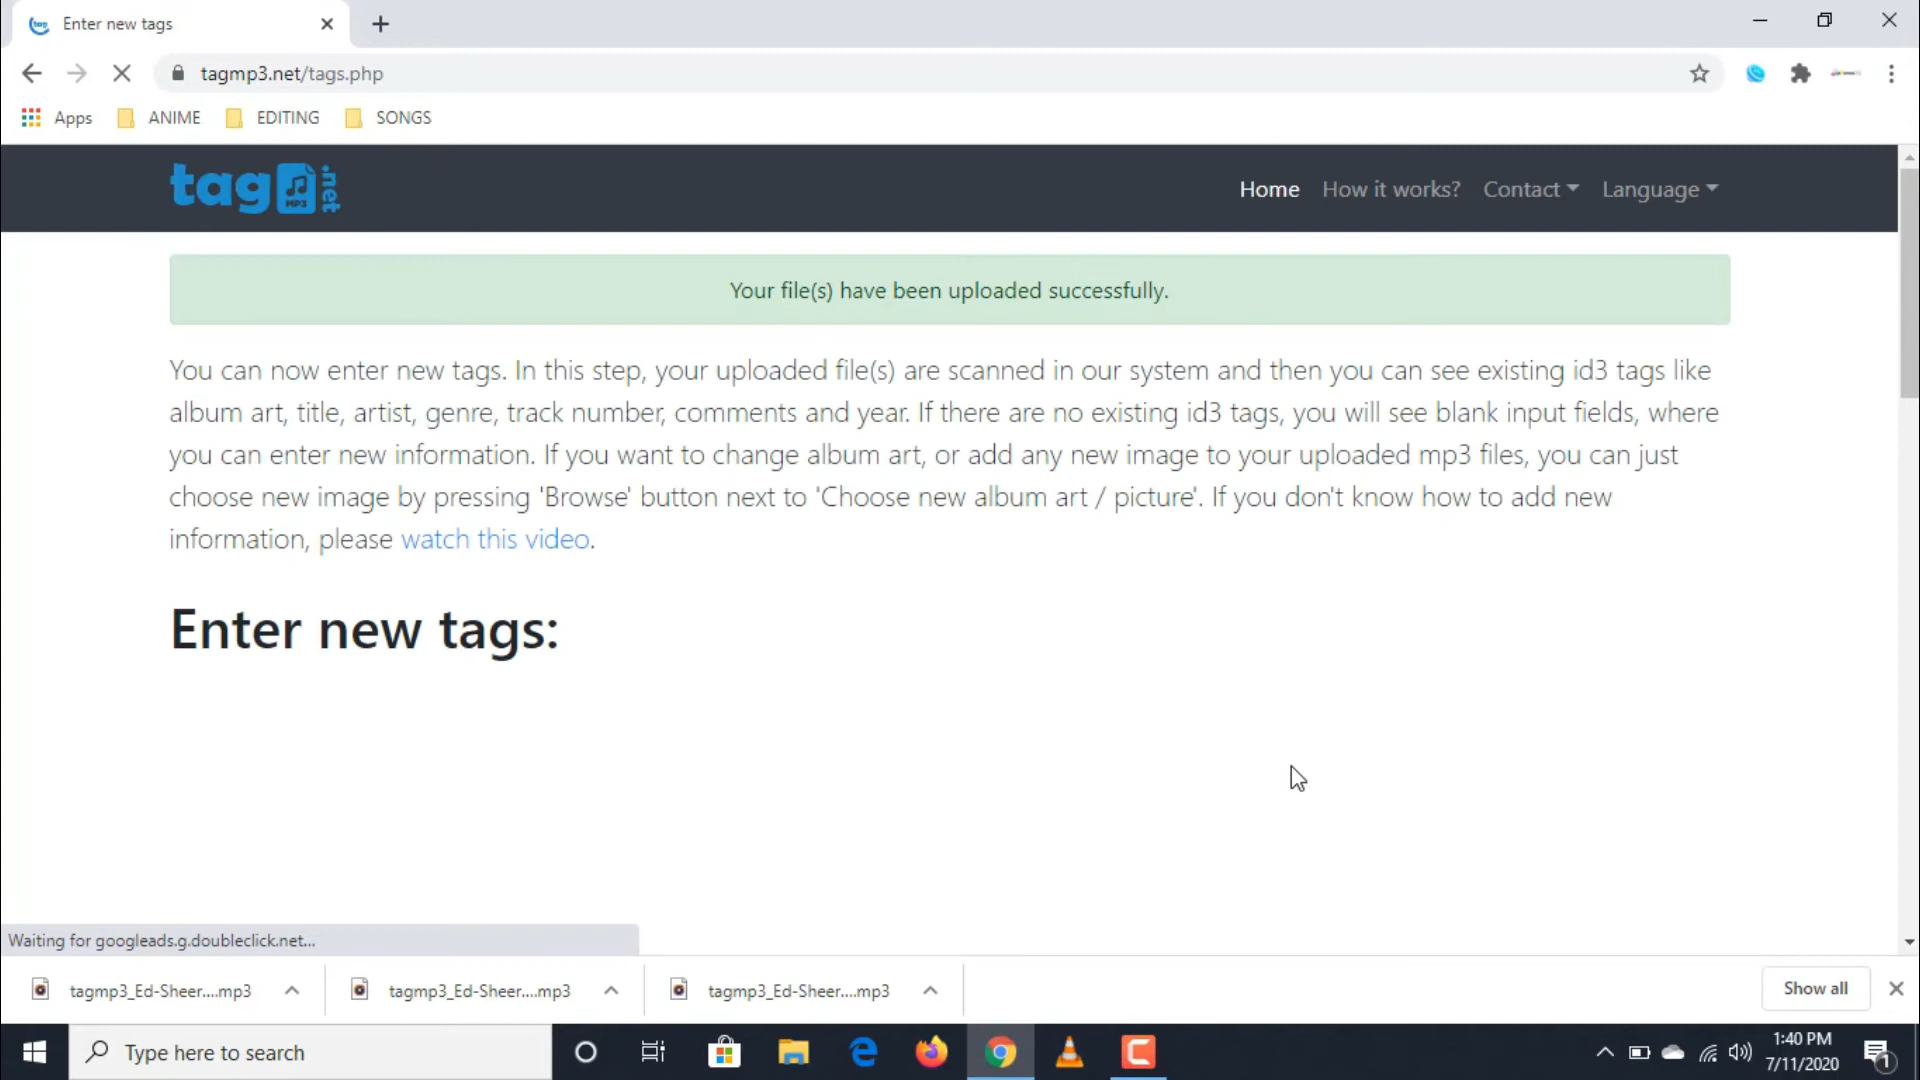 Enter new tags
tagmp3.net/tags.php
Apps ANIME EDITING SONGS
tag MP3 .net
Home How it works? Contact Language
Your file(s) have been uploaded successfully.
You can now enter new tags. In this step, your uploaded file(s) are scanned in our system and then you can see existing id3 tags like
album art, title, artist, genre, track number, comments and year. If there are no existing id3 tags, you will see blank input fields, where
you can enter new information. If you want to change album art, or add any new image to your uploaded mp3 files, you can just
choose new image by pressing 'Browse' button next to 'Choose new album art / picture'. If you don't know how to add new
information, please watch this video.
Enter new tags:
Waiting for googleads.g.doubleclick.net...
tagmp3_Ed-Sheer....mp3 tagmp3_Ed-Sheer....mp3 tagmp3_Ed-Sheer....mp3 Show all
Type here to search
1:40 PM
7/11/2020
1